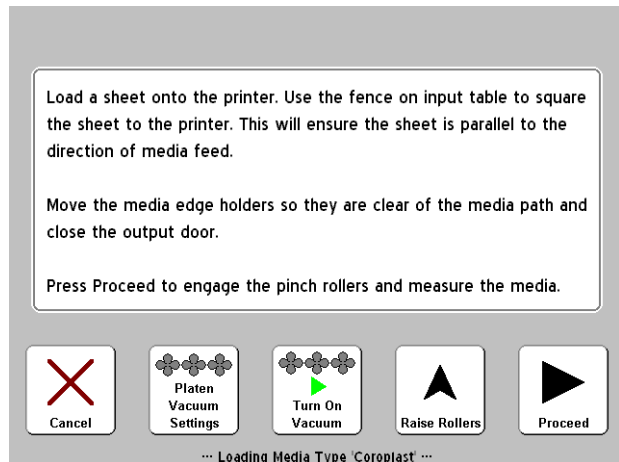 Load a sheet onto the printer. Use the fence on input table to square
the sheet to the printer. This will ensure the sheet is parallel to the
direction of media feed.
Move the media edge holders so they are clear of the media path and
close the output door.
Press Proceed to engage the pinch rollers and measure the media.
Cancel
Platen
Vacuum
Settings
Turn On
Vacuum
Raise Rollers
Proceed
··· Loading Media Type 'Coroplast' ···